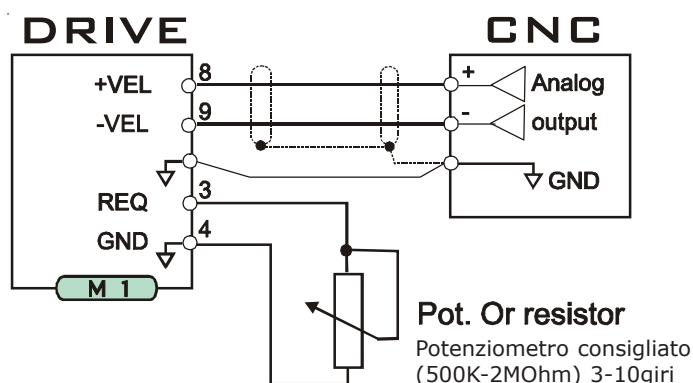 DRIVE
CNC
+VEL
8
+
Analog
-VEL
9
-
output
GND
REQ
3
GND
4
M 1
Pot. Or resistor
Potenziometro consigliato
(500K-2MOhm) 3-10giri